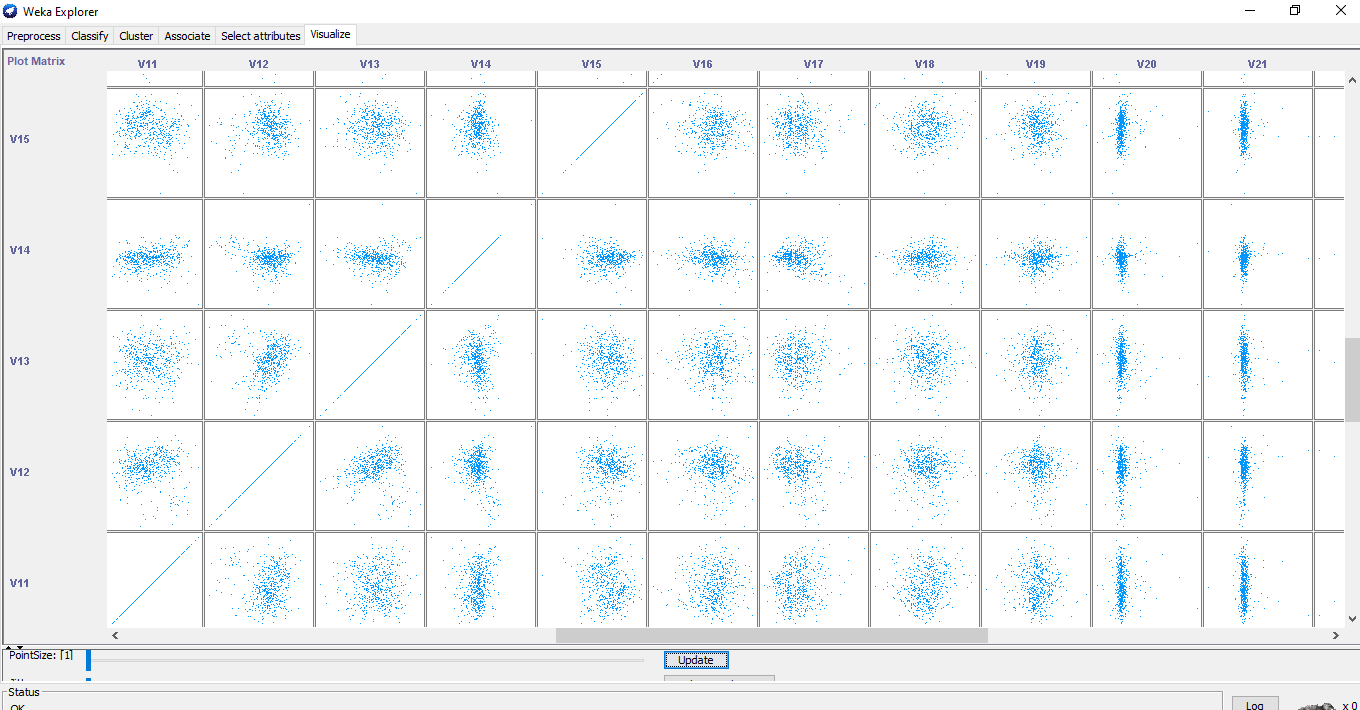 Weka Explorer
Preprocess Classify Cluster Associate Select attributes Visualize
Plot Matrix V11 V12 V13 V14 V15 V16 V17 V18 V19 V20 V21
V15
V14
V13
V12
V11
PointSize: [1]
Update
Status
OK
Log
x 0